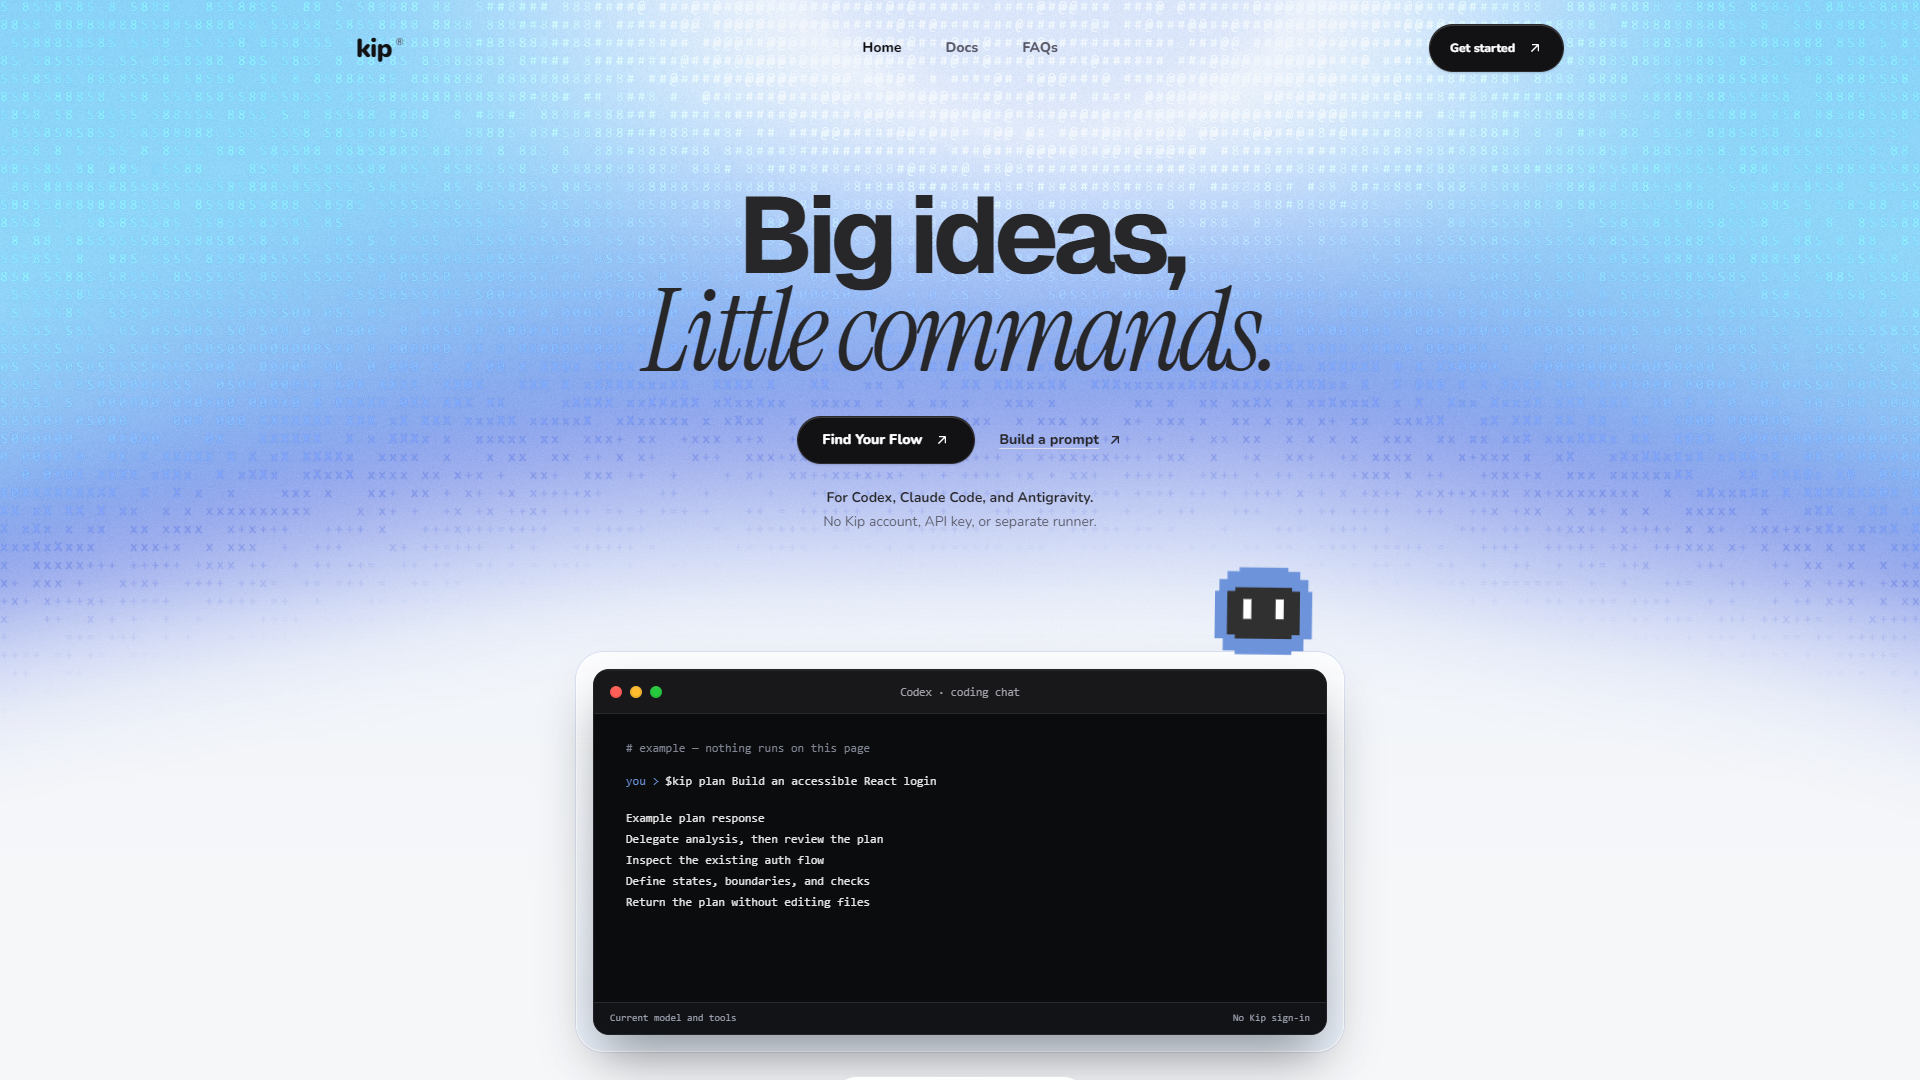 kip®
Home
Docs
FAQs
Get started
Big ideas,
Little commands.
Find Your Flow
Build a prompt
For Codex, Claude Code, and Antigravity.
No Kip account, API key, or separate runner.
Codex · coding chat
# example — nothing runs on this page
you > $kip plan Build an accessible React login
Example plan response
Delegate analysis, then review the plan
Inspect the existing auth flow
Define states, boundaries, and checks
Return the plan without editing files
Current model and tools
No Kip sign-in